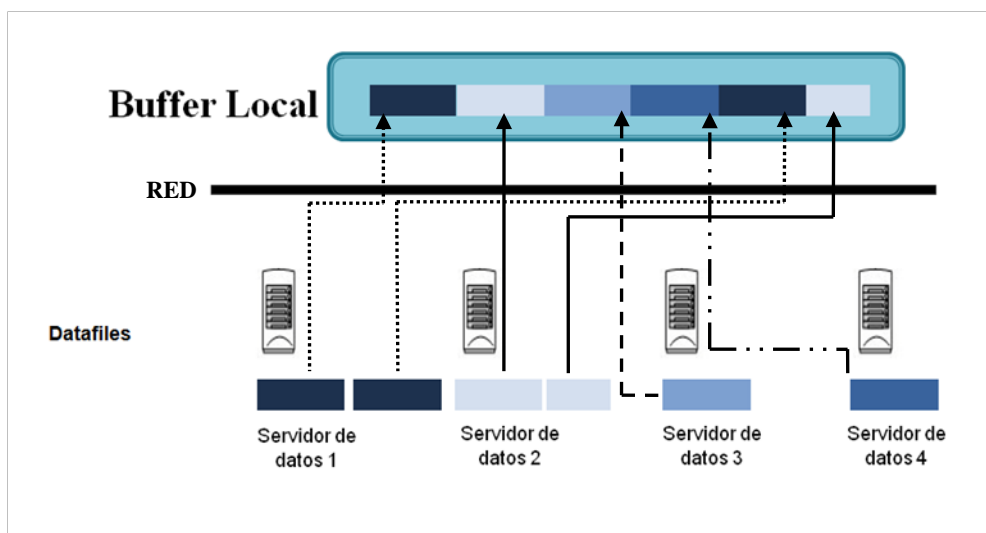 Buffer Local
RED
Datafiles
Servidor de
datos 1
Servidor de
datos 2
Servidor de
datos 3
Servidor de
datos 4